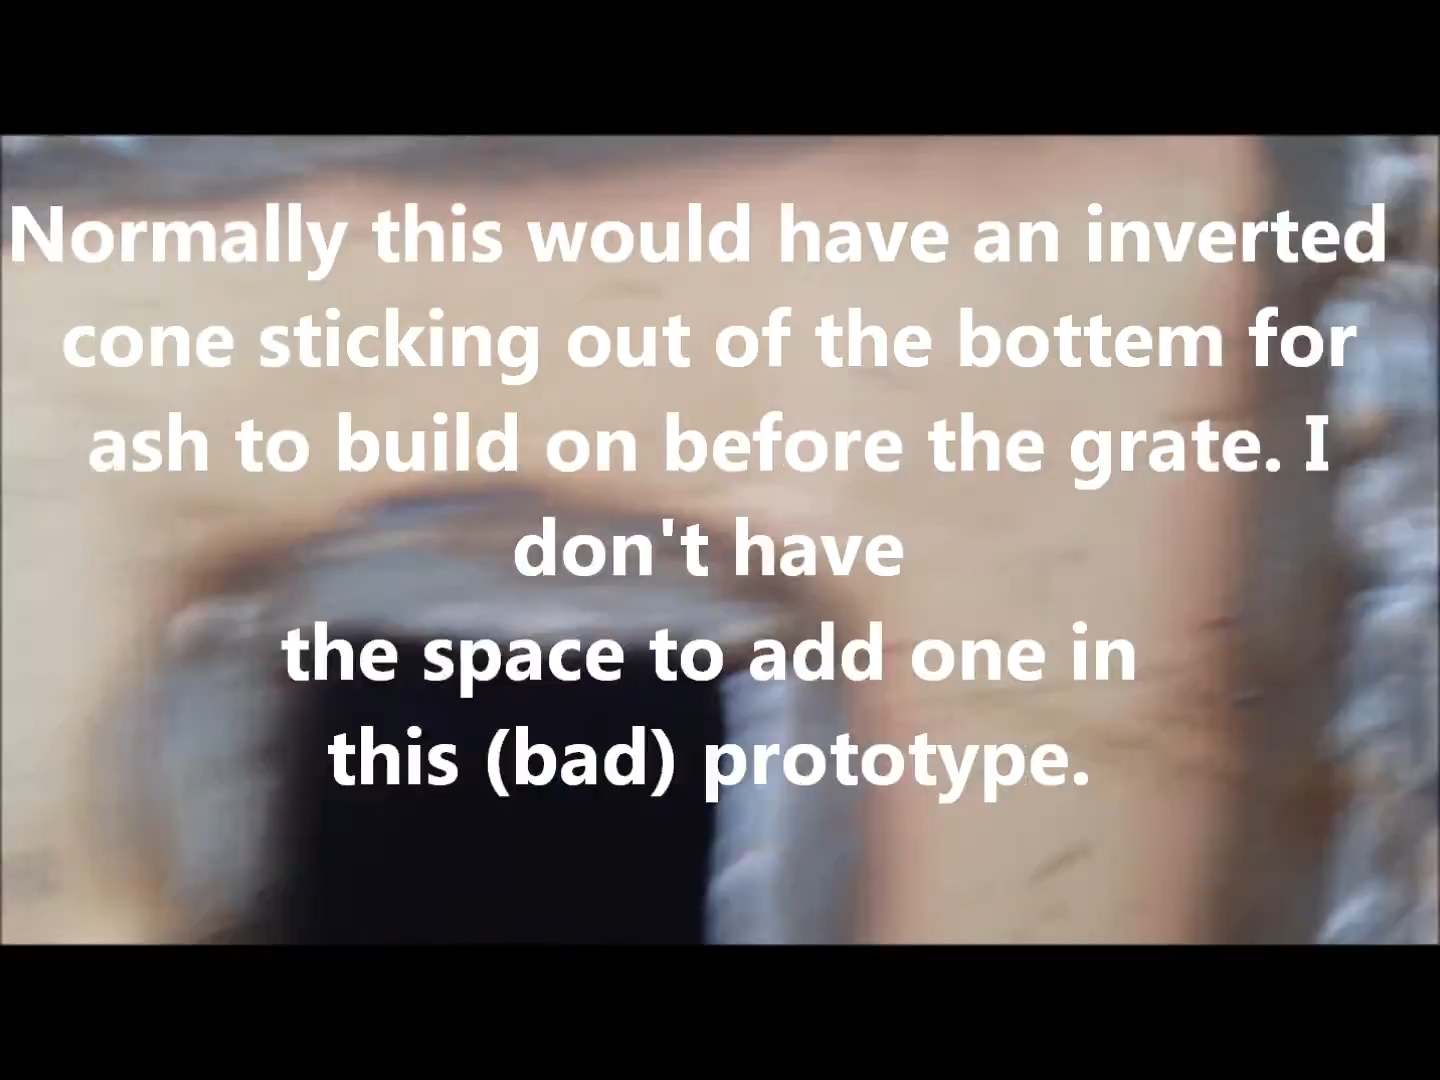 Normally this would have an inverted
cone sticking out of the bottem for
ash to build on before the grate. I
don't have
the space to add one in
this (bad) prototype.